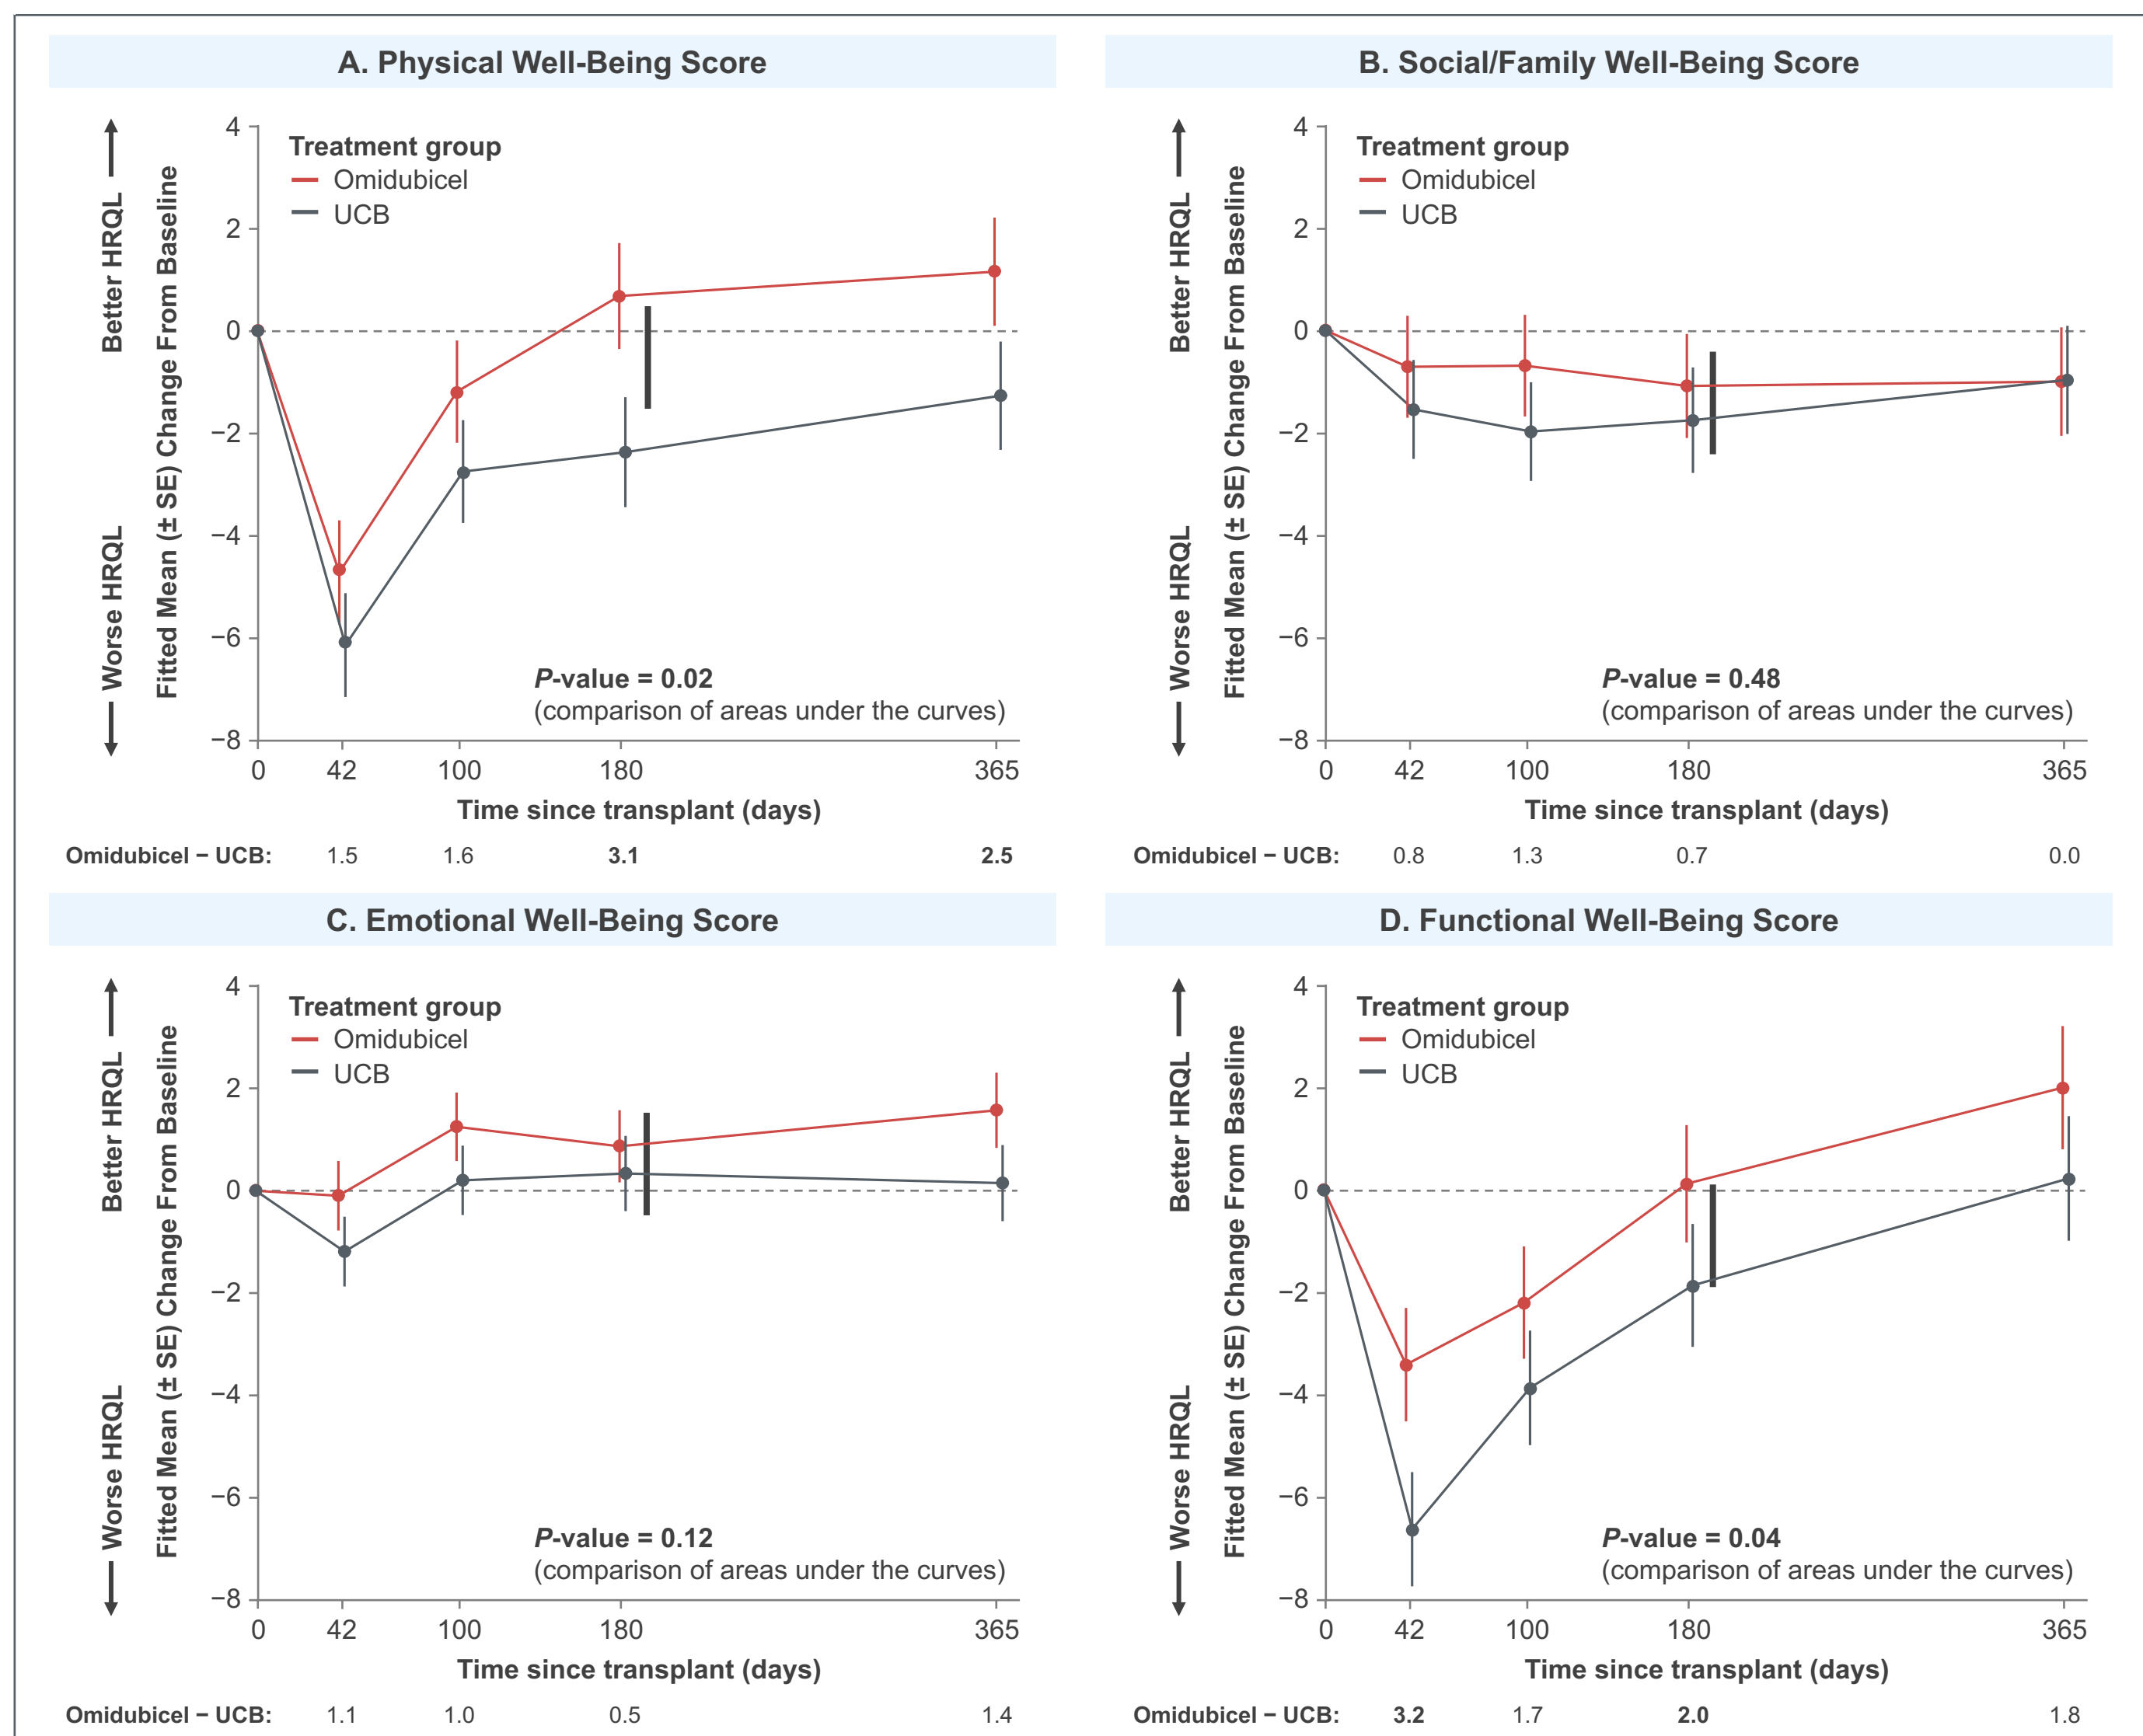 A. Physical Well-Being Score
Better HRQL
Worse HRQL
Fitted Mean (± SE) Change From Baseline
4
2
0
−2
−4
−6
−8
Treatment group
Omidubicel
UCB
P-value = 0.02
(comparison of areas under the curves)
0 42 100 180 365
Time since transplant (days)
Omidubicel − UCB: 1.5 1.6 3.1 2.5
B. Social/Family Well-Being Score
Better HRQL
Worse HRQL
Fitted Mean (± SE) Change From Baseline
4
2
0
−2
−4
−6
−8
Treatment group
Omidubicel
UCB
P-value = 0.48
(comparison of areas under the curves)
0 42 100 180 365
Time since transplant (days)
Omidubicel − UCB: 0.8 1.3 0.7 0.0
C. Emotional Well-Being Score
Better HRQL
Worse HRQL
Fitted Mean (± SE) Change From Baseline
4
2
0
−2
−4
−6
−8
Treatment group
Omidubicel
UCB
P-value = 0.12
(comparison of areas under the curves)
0 42 100 180 365
Time since transplant (days)
Omidubicel − UCB: 1.1 1.0 0.5 1.4
D. Functional Well-Being Score
Better HRQL
Worse HRQL
Fitted Mean (± SE) Change From Baseline
4
2
0
−2
−4
−6
−8
Treatment group
Omidubicel
UCB
P-value = 0.04
(comparison of areas under the curves)
0 42 100 180 365
Time since transplant (days)
Omidubicel − UCB: 3.2 1.7 2.0 1.8